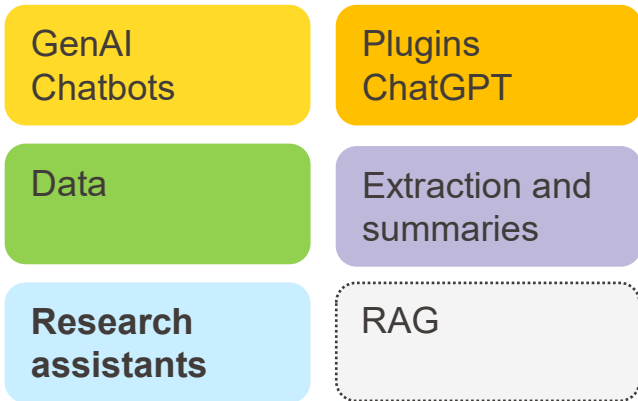 GenAI
Chatbots
Plugins
ChatGPT
Data
Extraction and
summaries
Research
assistants
RAG